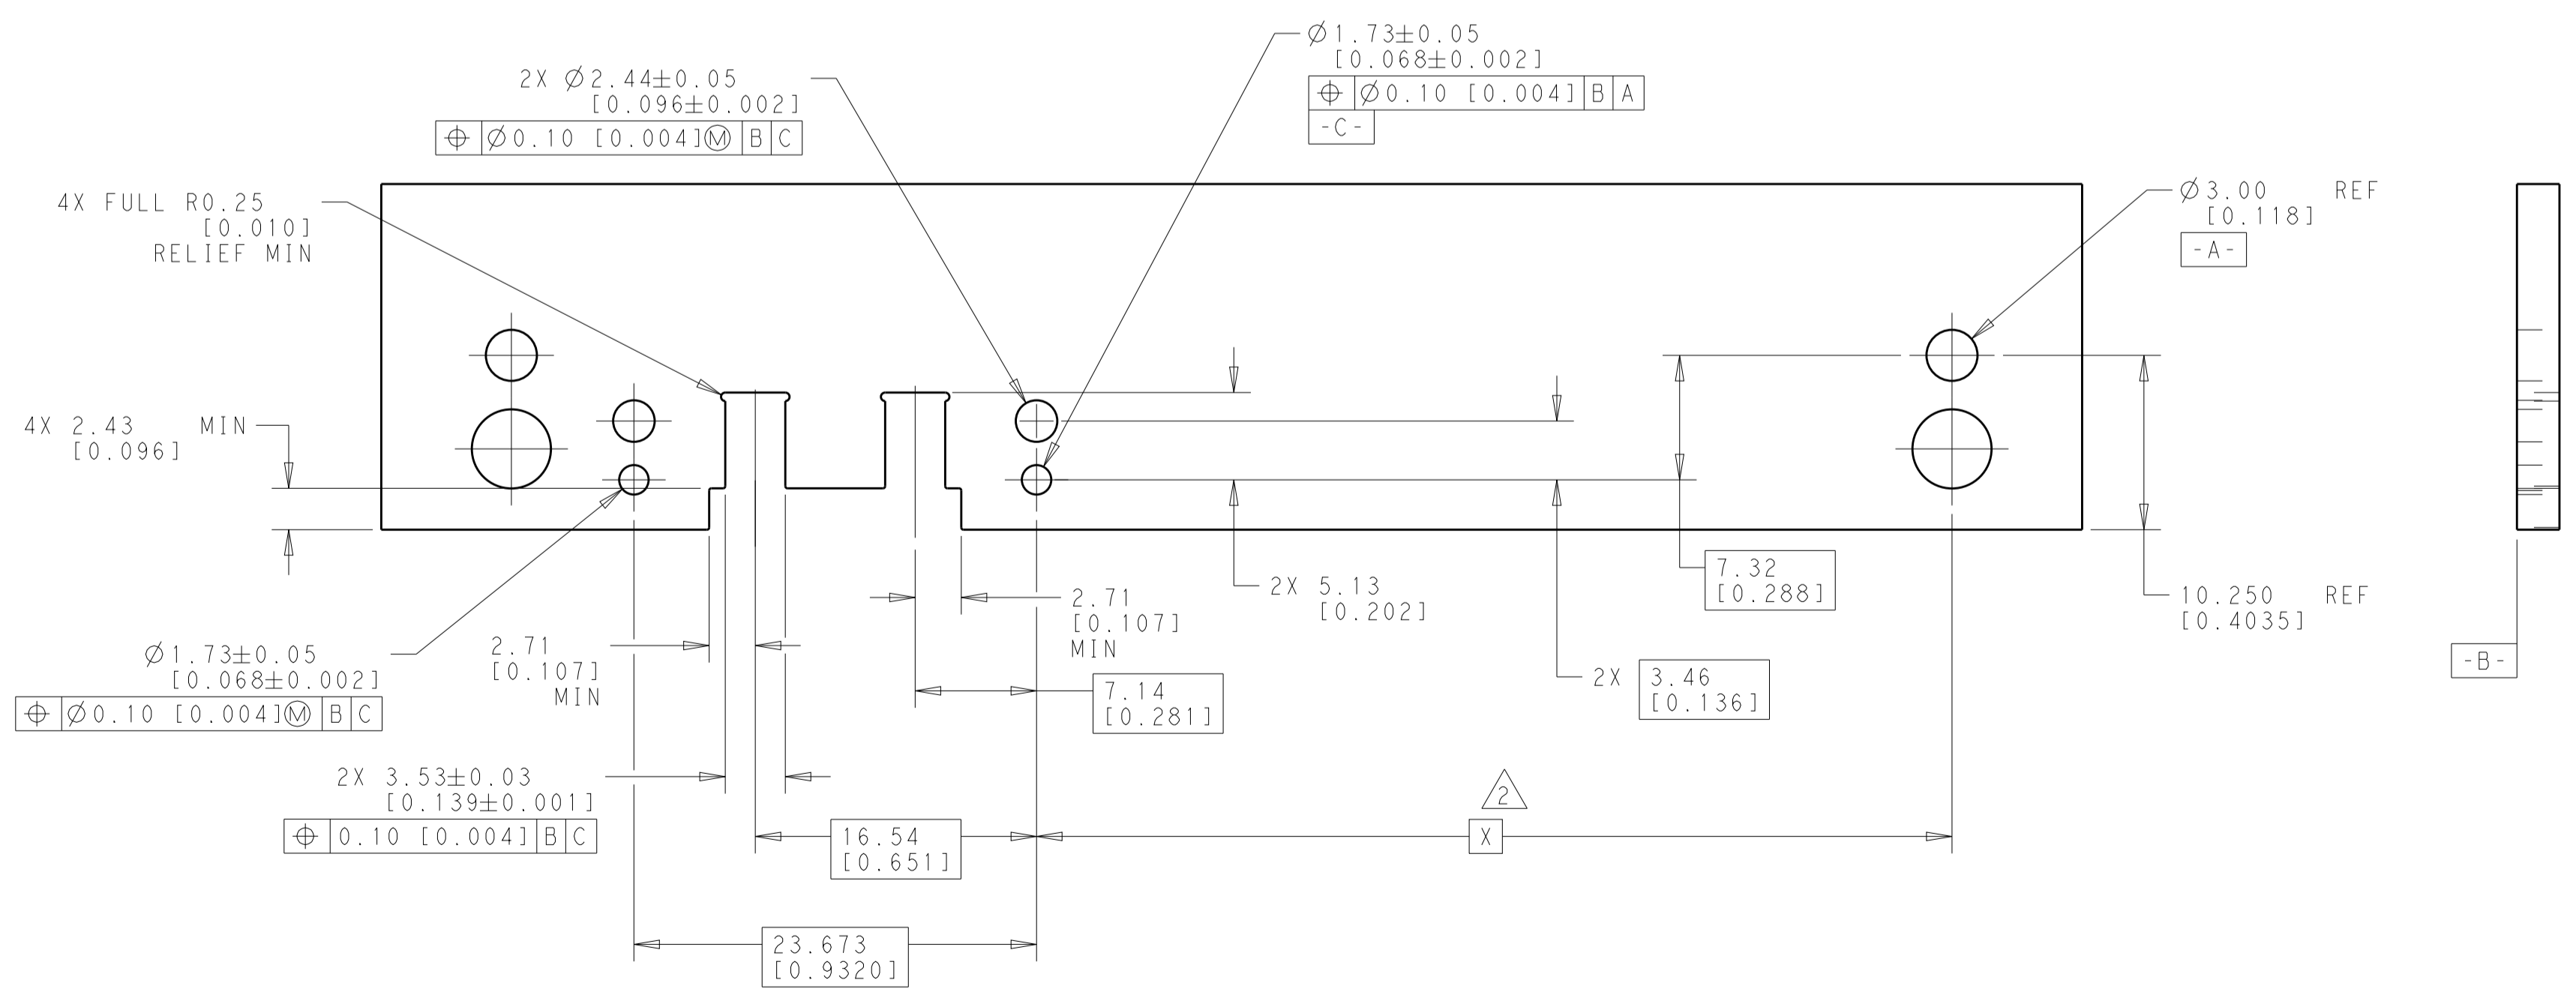 Ø1.73±0.05
[0.068±0.002]
⌖ Ø0.10 [0.004] B A
-C-
2X Ø2.44±0.05
[0.096±0.002]
⌖ Ø0.10 [0.004]Ⓜ B C
4X FULL R0.25
[0.010]
RELIEF MIN
Ø3.00 REF
[0.118]
-A-
4X 2.43 MIN
[0.096]
7.32
[0.288]
10.250 REF
[0.4035]
2X 5.13
[0.202]
2.71
[0.107]
MIN
2.71
[0.107]
MIN
-B-
Ø1.73±0.05
[0.068±0.002]
⌖ Ø0.10 [0.004]Ⓜ B C
7.14
[0.281]
2X 3.46
[0.136]
2X 3.53±0.03
[0.139±0.001]
⌖ 0.10 [0.004] B C
2
16.54
[0.651]
X
23.673
[0.9320]